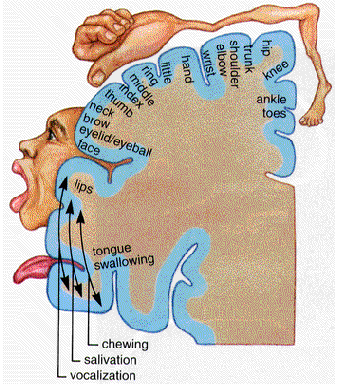 hip
knee
trunk
shoulder
elbow
wrist
hand
little
ring
middle
index
thumb
neck
brow
eyelid/eyeball
face
ankle
toes
lips
tongue
swallowing
chewing
salivation
vocalization